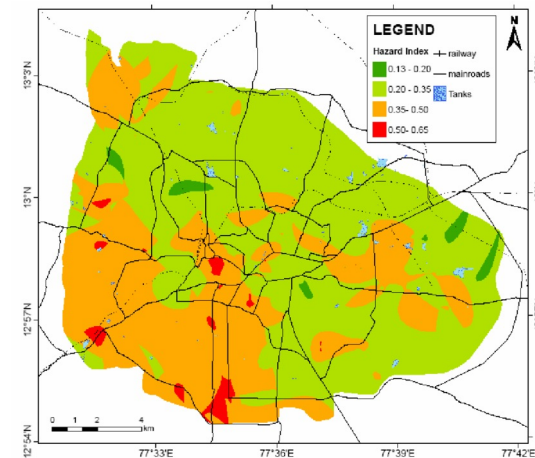 LEGEND
N
Hazard Index
railway
0.13- 0.20
mainroads
0.20 - 0.35
Tanks
0.35- 0.50
0.50- 0.65
13°3'N
13°N
12°57'N
12°54'N
0 1 2 4
km
77°33'E
77°36'E
77°39'E
77°42'E